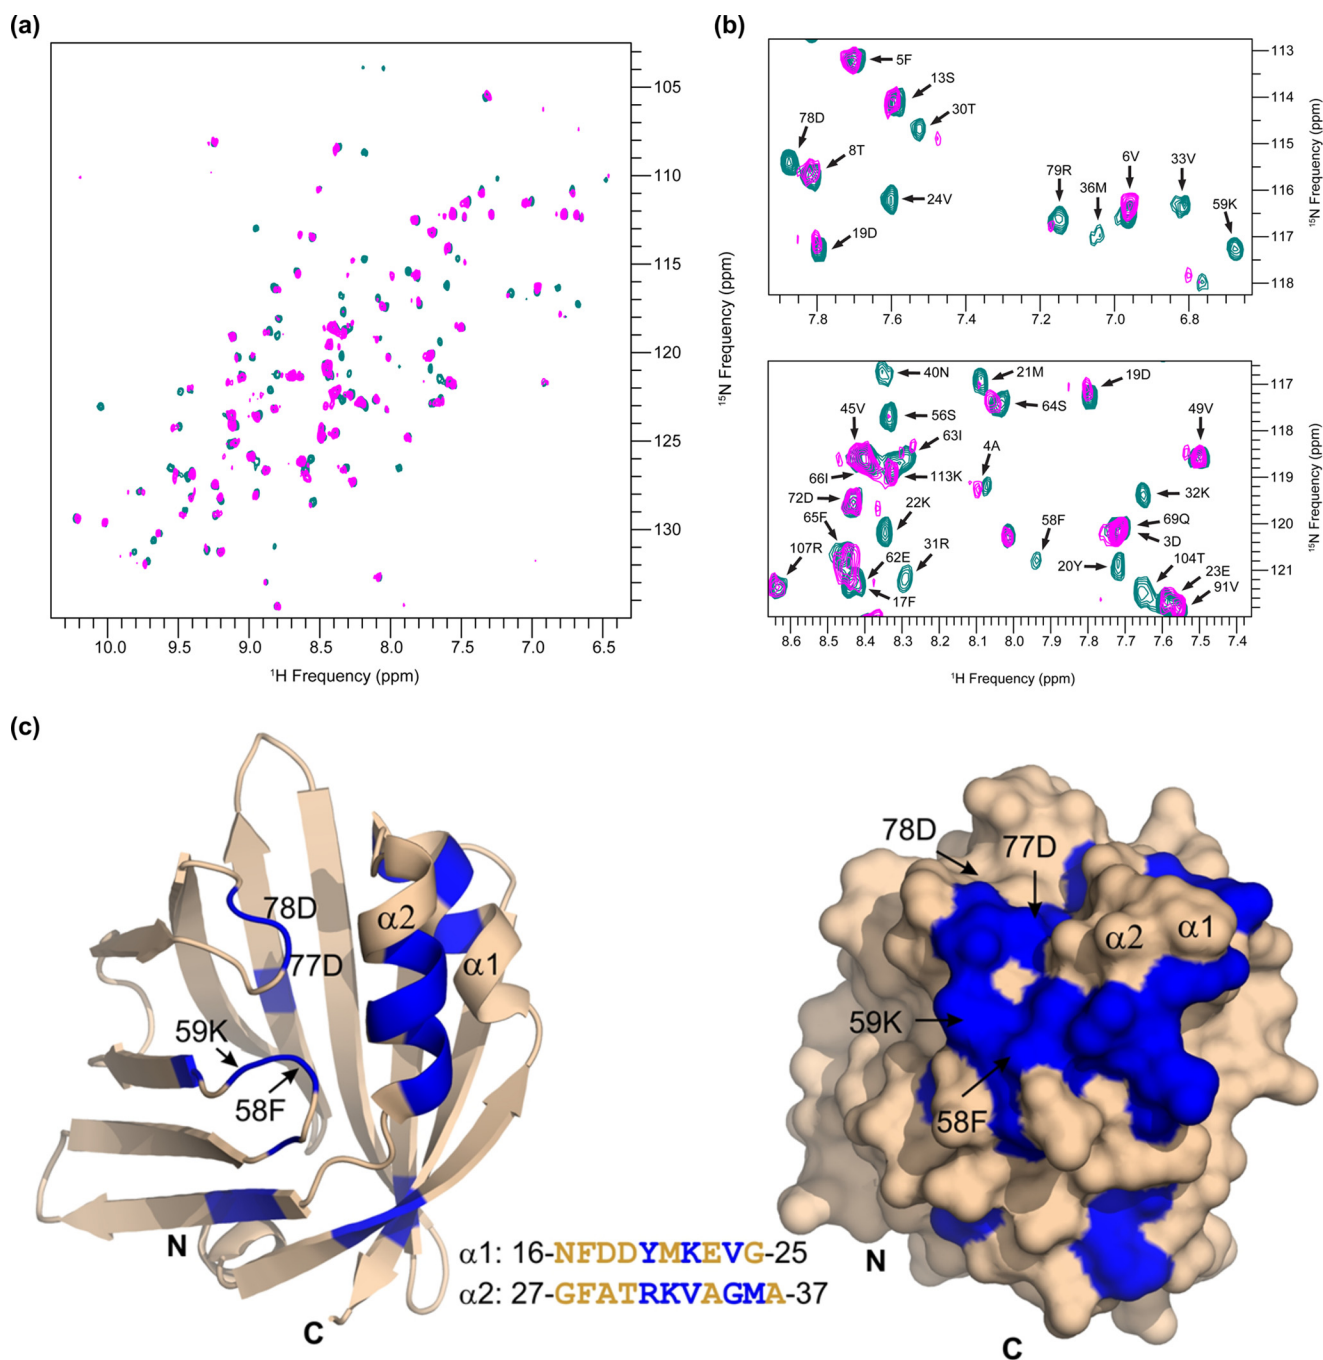 (a)
105
110
115
120
125
130
10.0 9.5 9.0 8.5 8.0 7.5 7.0 6.5
¹H Frequency (ppm)
¹⁵N Frequency (ppm)
(b)
5F
13S
30T
78D
8T
24V
19D
79R
36M
6V
33V
59K
113
114
115
116
117
118
¹⁵N Frequency (ppm)
7.8 7.6 7.4 7.2 7.0 6.8
40N
21M
19D
56S
64S
45V
63I
4A
49V
66I
113K
72D
22K
32K
65F
58F
69Q
3D
107R
62E
31R
20Y
104T
23E
17F
91V
117
118
119
120
121
¹⁵N Frequency (ppm)
8.6 8.5 8.4 8.3 8.2 8.1 8.0 7.9 7.8 7.7 7.6 7.5 7.4
¹H Frequency (ppm)
(c)
78D
77D
α2
α1
59K
58F
N
C
α1: 16-NFDDYMKEVG-25
α2: 27-GFATRKVAGMA-37
78D
77D
α2
α1
59K
58F
N
C